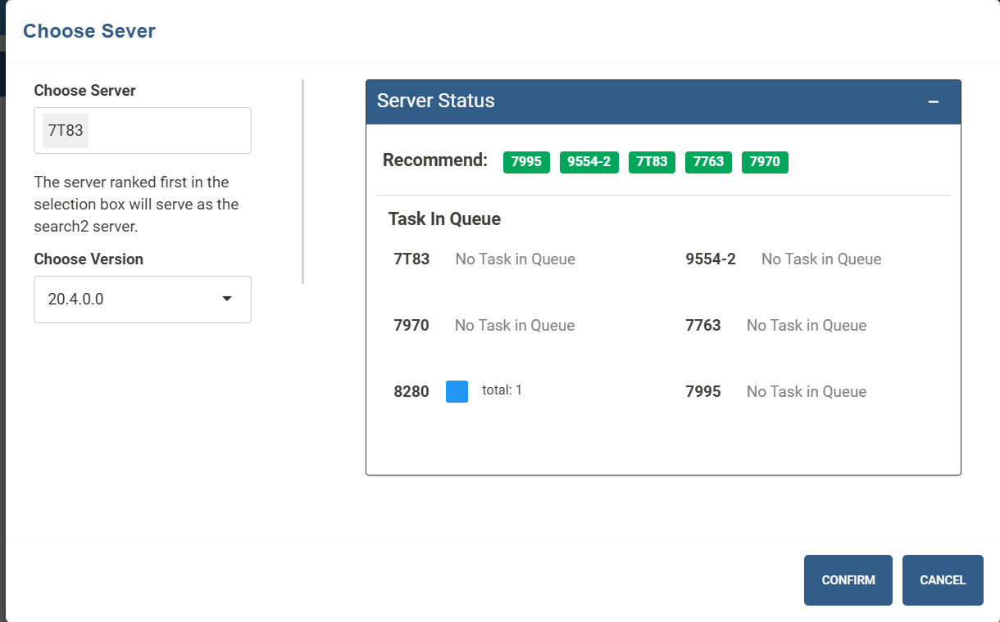 Choose Sever
Choose Server
7T83
The server ranked first in the
selection box will serve as the
search2 server.
Choose Version
20.4.0.0
Server Status
Recommend: 7995 9554-2 7T83 7763 7970
Task In Queue
7T83 No Task in Queue 9554-2 No Task in Queue
7970 No Task in Queue 7763 No Task in Queue
8280 total: 1 7995 No Task in Queue
CONFIRM CANCEL